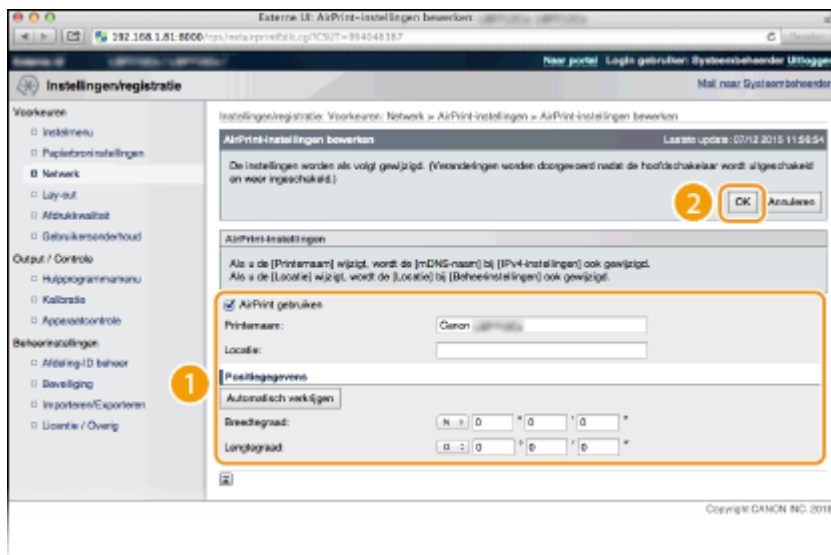 Externe UI: AirPrint-instellingen bewerken:
192.168.1.81:8000
Naar portal Login gebruiker: Systeembeheerder Uitloggen
Instellingen/registratie
Mail naar Systeembeheerder
Voorkeuren
Instelmenu
Papierbroninstellingen
Netwerk
Lay-out
Afdrukkwaliteit
Gebruikersonderhoud
Output / Controle
Hulpprogrammamenu
Kalibratie
Apparaatcontrole
Beheerinstellingen
Afdeling-ID beheer
Beveiliging
Importeren/Exporteren
Licentie / Overig
Instellingen/registratie: Voorkeuren: Netwerk > AirPrint-instellingen > AirPrint-instellingen bewerken
AirPrint-instellingen bewerken
Laatste update: 07/12 2015 11:56:54
De instellingen worden als volgt gewijzigd. (Veranderingen worden doorgevoerd nadat de hoofdschakelaar wordt uitgeschakeld
en weer ingeschakeld.)
2
OK Annuleren
AirPrint-instellingen
Als u de [Printernaam] wijzigt, wordt de [mDNS-naam] bij [IPv4-instellingen] ook gewijzigd.
Als u de [Locatie] wijzigt, wordt de [Locatie] bij [Beheerinstellingen] ook gewijzigd.
1
AirPrint gebruiken
Printernaam: Canon
Locatie:
Positiegegevens
Automatisch verkrijgen
Breedtegraad: N 0 ° 0 ' 0 "
Lengtegraad: 0 ° 0 ' 0 "
Copyright CANON INC. 201